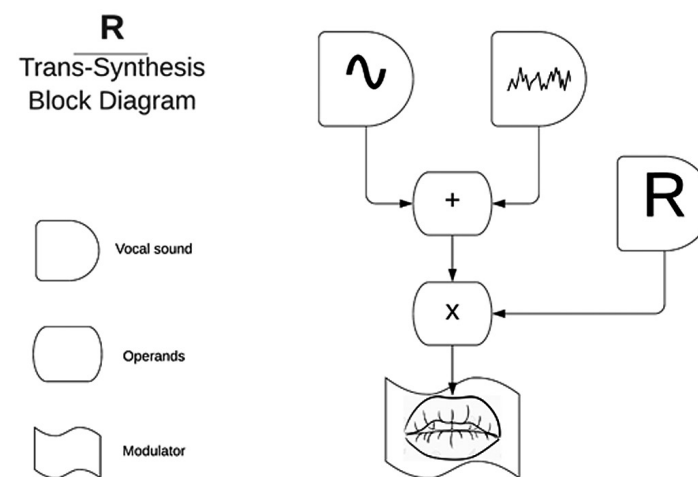 R
Trans-Synthesis
Block Diagram
R
+
x
Vocal sound
Operands
Modulator